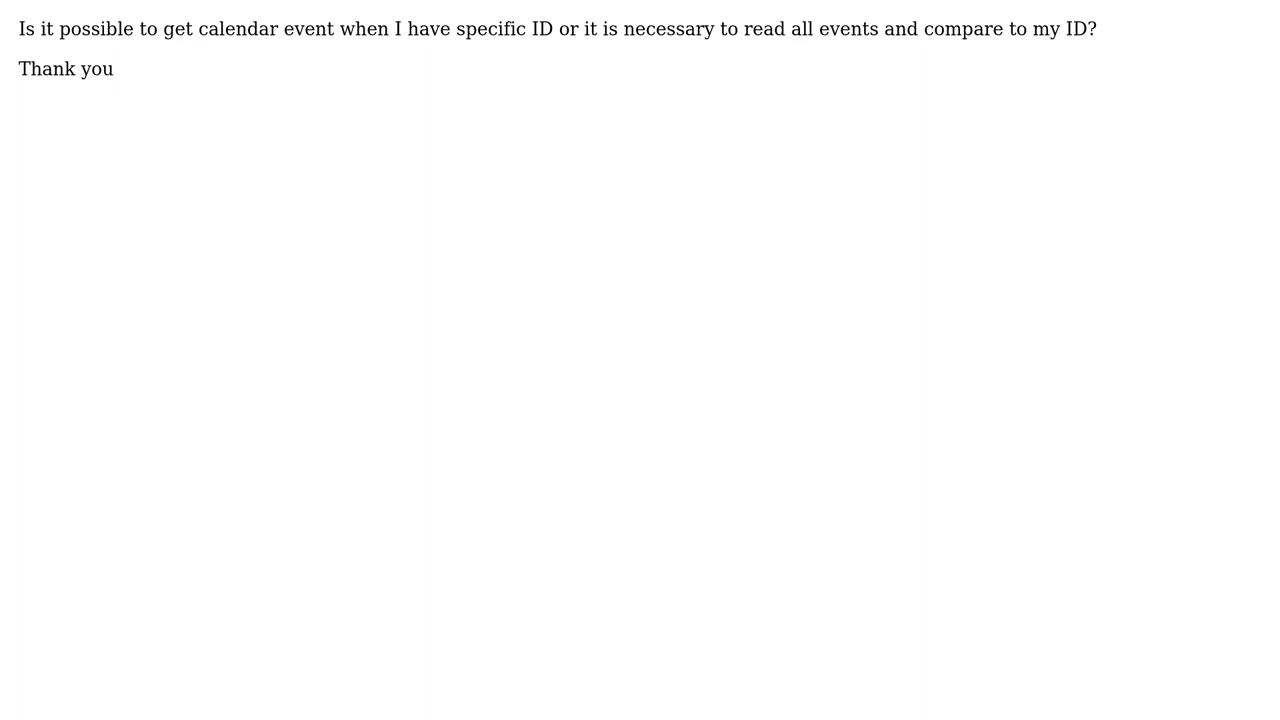 Is it possible to get calendar event when I have specific ID or it is necessary to read all events and compare to my ID?
Thank you